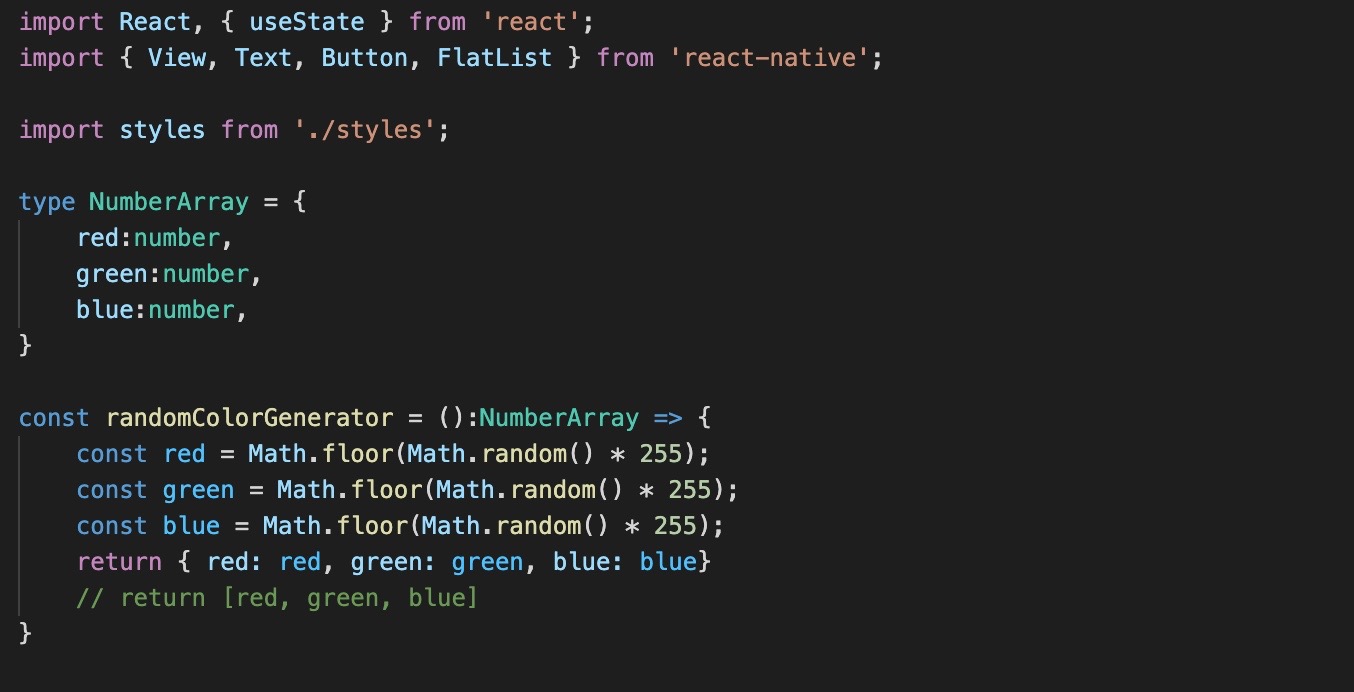 import React, { useState } from 'react';
import { View, Text, Button, FlatList } from 'react-native';

import styles from './styles';

type NumberArray = {
    red:number,
    green:number,
    blue:number,
}

const randomColorGenerator = ():NumberArray => {
    const red = Math.floor(Math.random() * 255);
    const green = Math.floor(Math.random() * 255);
    const blue = Math.floor(Math.random() * 255);
    return { red: red, green: green, blue: blue}
    // return [red, green, blue]
}